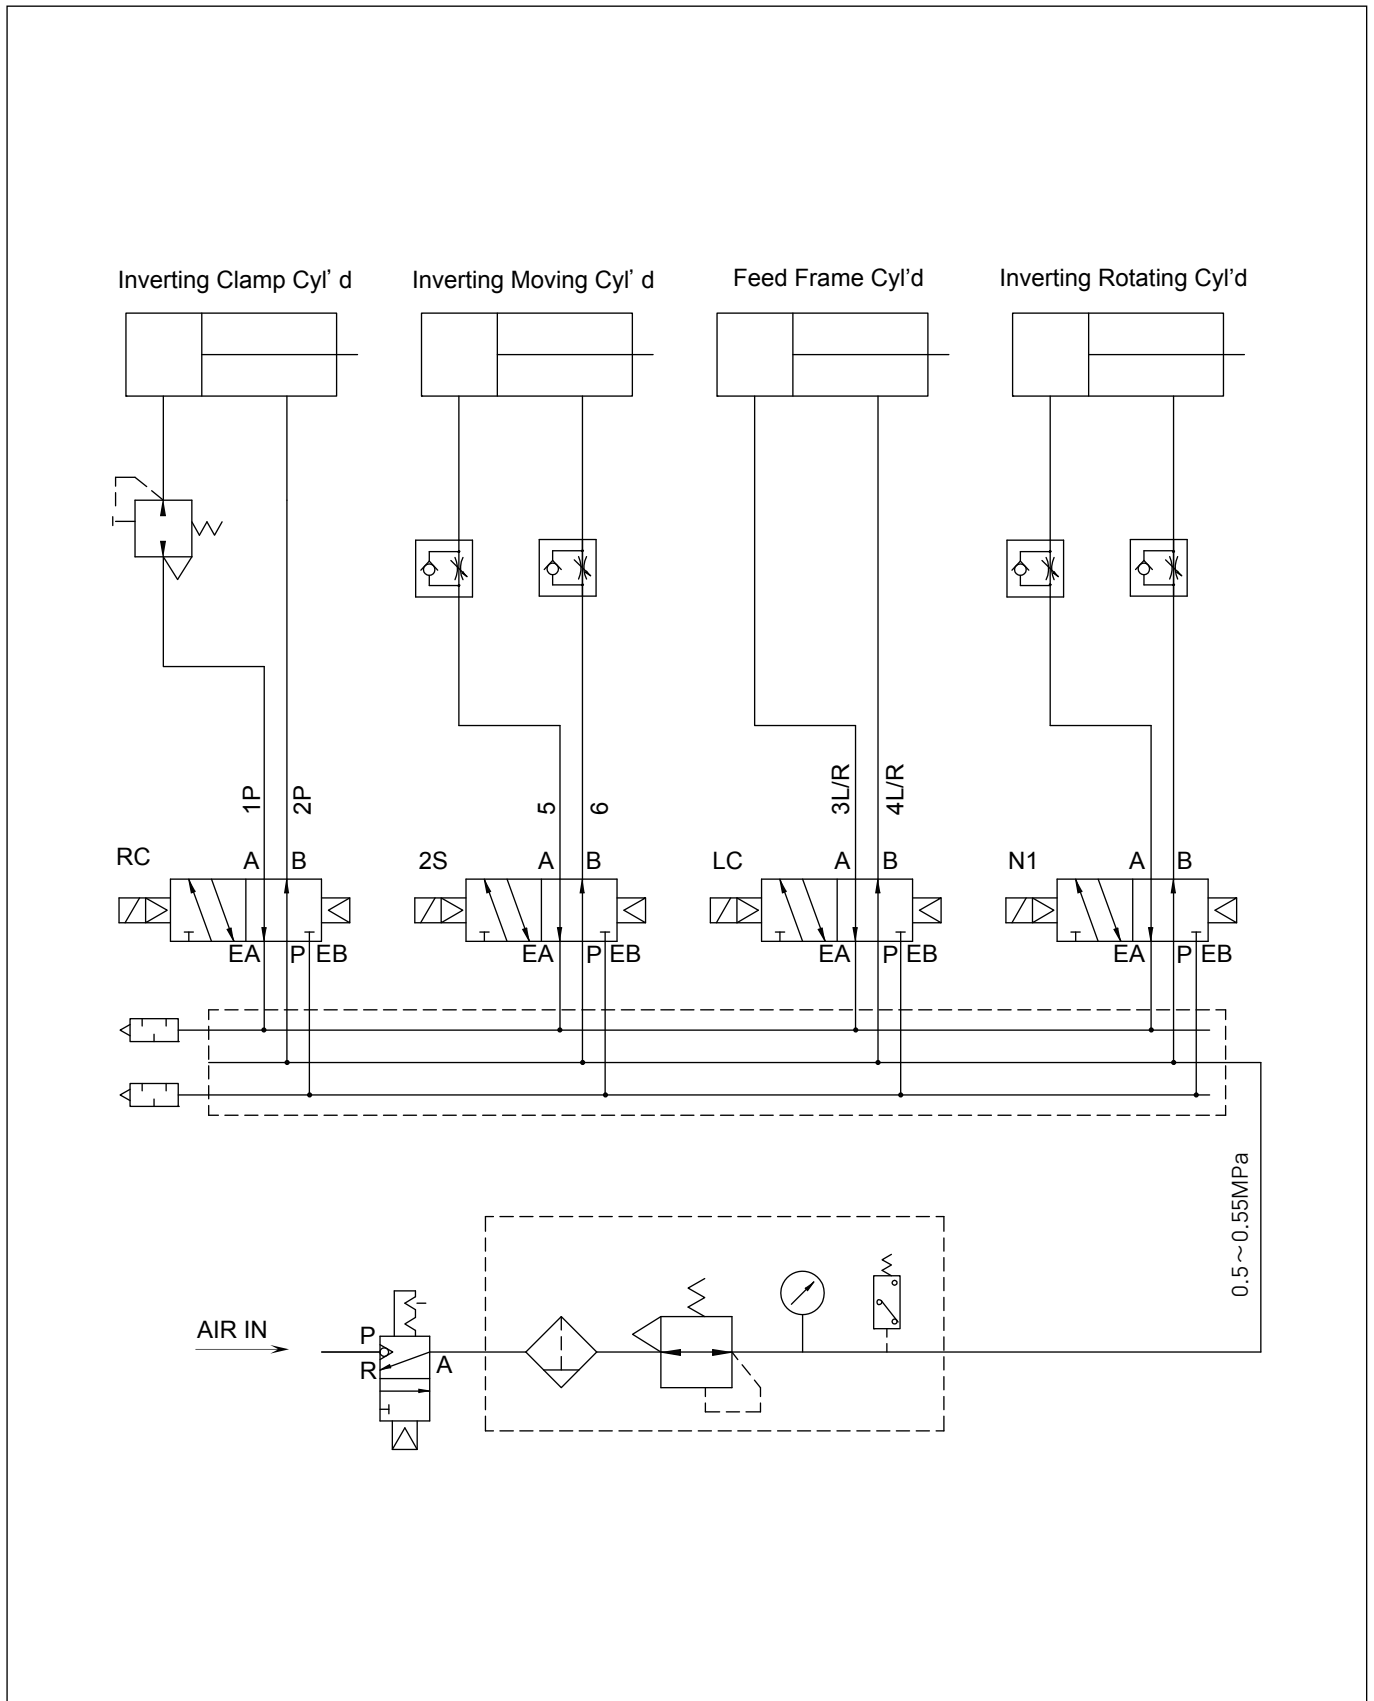 Inverting Clamp Cyl' d
Inverting Moving Cyl' d
Feed Frame Cyl'd
Inverting Rotating Cyl'd
1P
2P
5
6
3L/R
4L/R
RC
A
B
2S
A
B
LC
A
B
N1
A
B
EA
P
EB
EA
P
EB
EA
P
EB
EA
P
EB
0.5～0.55MPa
AIR IN
P
R
A